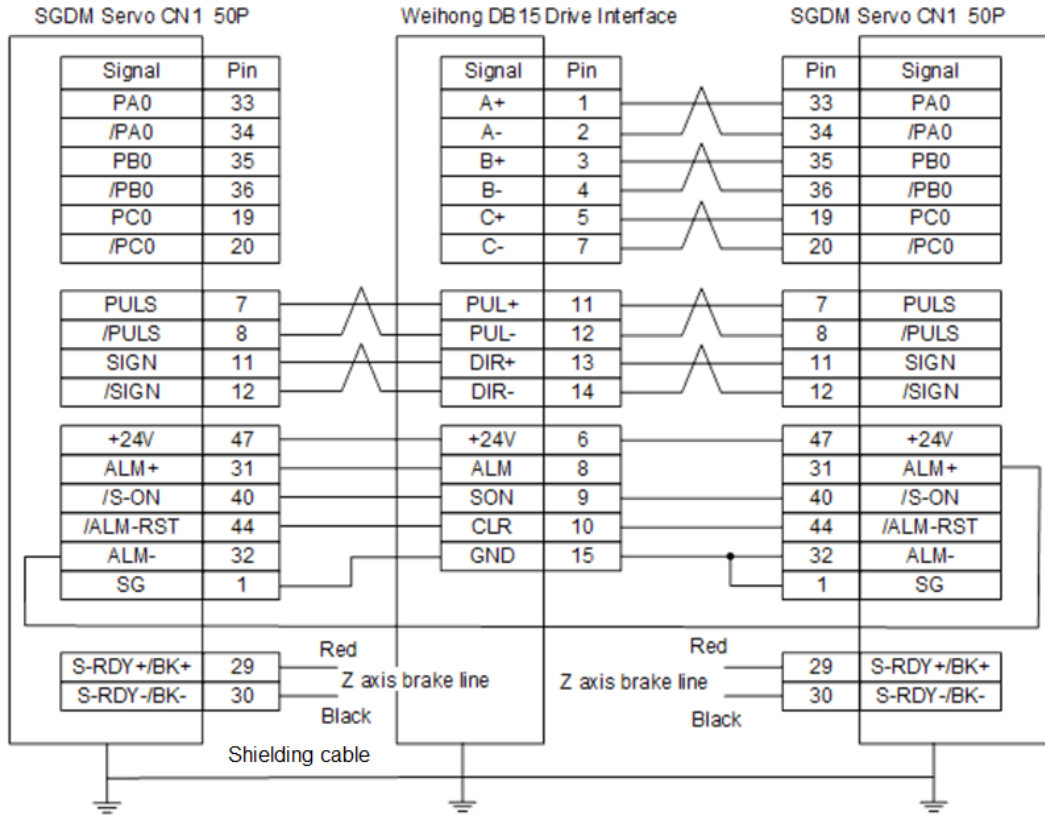 SGDM Servo CN1 50P Weihong DB15 Drive Interface SGDM Servo CN1 50P
Signal Pin Signal Pin Pin Signal
PA0 33 A+ 1 33 PA0
/PA0 34 A- 2 34 /PA0
PB0 35 B+ 3 35 PB0
/PB0 36 B- 4 36 /PB0
PC0 19 C+ 5 19 PC0
/PC0 20 C- 7 20 /PC0
PULS 7 PUL+ 11 7 PULS
/PULS 8 PUL- 12 8 /PULS
SIGN 11 DIR+ 13 11 SIGN
/SIGN 12 DIR- 14 12 /SIGN
+24V 47 +24V 6 47 +24V
ALM+ 31 ALM 8 31 ALM+
/S-ON 40 SON 9 40 /S-ON
/ALM-RST 44 CLR 10 44 /ALM-RST
ALM- 32 GND 15 32 ALM-
SG 1 1 SG
Red Red
S-RDY+/BK+ 29 29 S-RDY+/BK+
Z axis brake line Z axis brake line
S-RDY-/BK- 30 30 S-RDY-/BK-
Black Black
Shielding cable